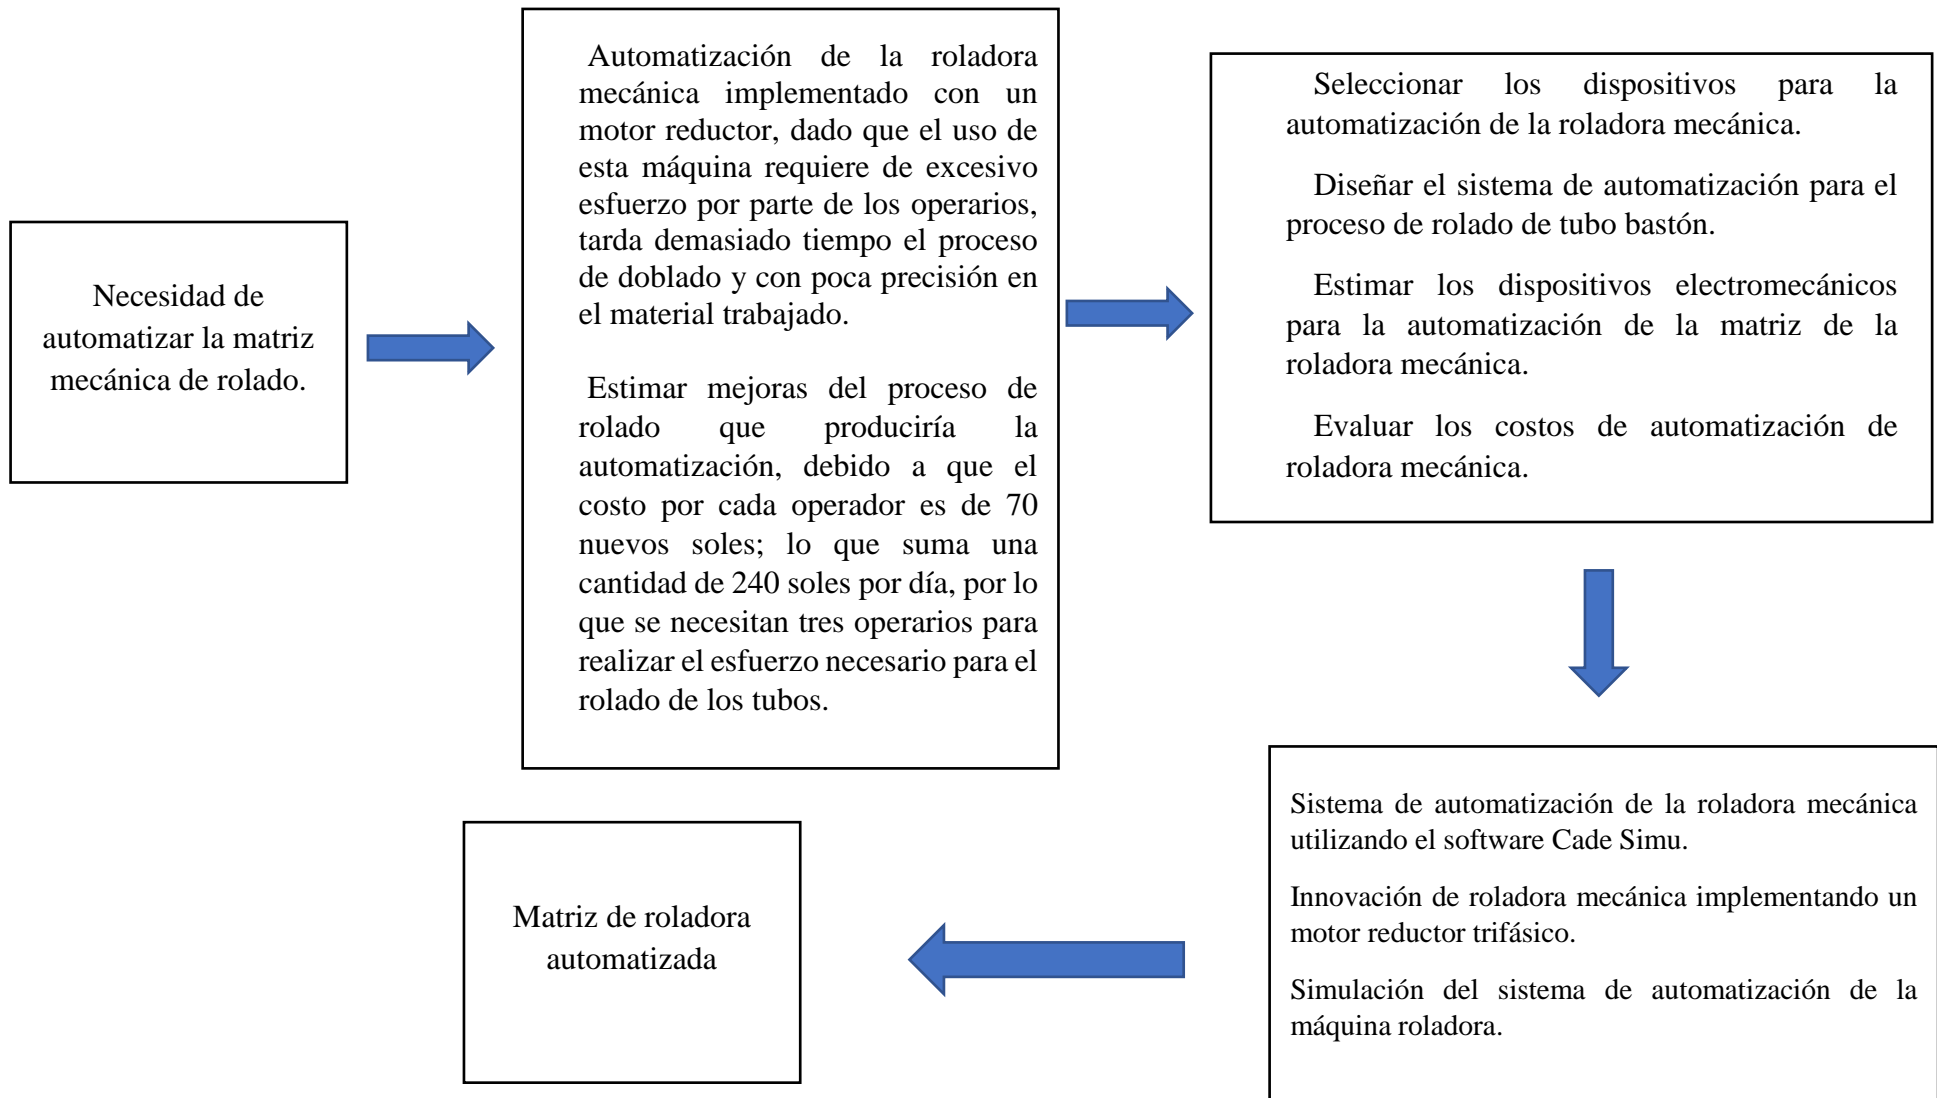 Necesidad de
automatizar la matriz
mecánica de rolado.
Automatización de la roladora
mecánica implementado con un
motor reductor, dado que el uso de
esta máquina requiere de excesivo
esfuerzo por parte de los operarios,
tarda demasiado tiempo el proceso
de doblado y con poca precisión en
el material trabajado.
Estimar mejoras del proceso de
rolado que produciría la
automatización, debido a que el
costo por cada operador es de 70
nuevos soles; lo que suma una
cantidad de 240 soles por día, por lo
que se necesitan tres operarios para
realizar el esfuerzo necesario para el
rolado de los tubos.
Seleccionar los dispositivos para la
automatización de la roladora mecánica.
Diseñar el sistema de automatización para el
proceso de rolado de tubo bastón.
Estimar los dispositivos electromecánicos
para la automatización de la matriz de la
roladora mecánica.
Evaluar los costos de automatización de
roladora mecánica.
Sistema de automatización de la roladora mecánica
utilizando el software Cade Simu.
Innovación de roladora mecánica implementando un
motor reductor trifásico.
Simulación del sistema de automatización de la
máquina roladora.
Matriz de roladora
automatizada